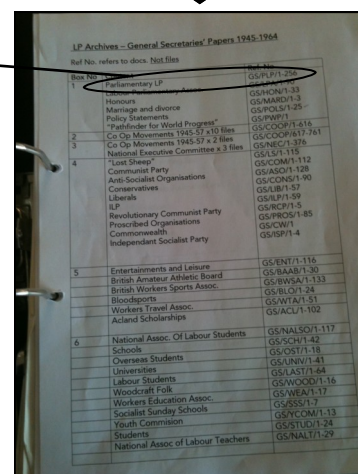 LP Archives – General Secretaries' Papers 1945-1964
Ref No. refers to docs. Not files
Box No Ref. No.
1 Parliamentary LP GS/PLP/1-256
Labour Parliamentary Assoc
Honours GS/HON/1-33
Marriage and divorce GS/MARD/1-3
Policy Statements GS/POLS/1-25
"Pathfinder for World Progress" GS/PWP/1
2 Co Op Movements 1945-57 x10 files GS/COOP/1-616
3 Co Op Movements 1945-57 x 2 files GS/COOP/617-761
National Executive Committee x 3 files GS/NEC/1-376
4 "Lost Sheep" GS/LS/1-115
Communist Party GS/COM/1-112
Anti-Socialist Organisations GS/ASO/1-128
Conservatives GS/CONS/1-90
Liberals GS/LIB/1-57
ILP GS/ILP/1-59
Revolutionary Communist Party GS/RCP/1-5
Proscribed Organisations GS/PROS/1-85
Commonwealth GS/CW/1
Independant Socialist Party GS/ISP/1-4
5 Entertainments and Leisure GS/ENT/1-116
British Amateur Athletic Board GS/BAAB/1-30
British Workers Sports Assoc. GS/BWSA/1-133
Bloodsports GS/BLO/1-24
Workers Travel Assoc. GS/WTA/1-51
Acland Scholarships GS/ACL/1-102
6 National Assoc. Of Labour Students GS/NALSO/1-117
Schools GS/SCH/1-42
Overseas Students GS/OST/1-18
Universities GS/UNIV/1-41
Labour Students GS/LAST/1-64
Woodcraft Folk GS/WOOD/1-16
Workers Education Assoc. GS/WEA/1-17
Socialist Sunday Schools GS/SSS/1-7
Youth Commision GS/YCOM/1-13
Students GS/STUD/1-24
National Assoc of Labour Teachers GS/NALT/1-29